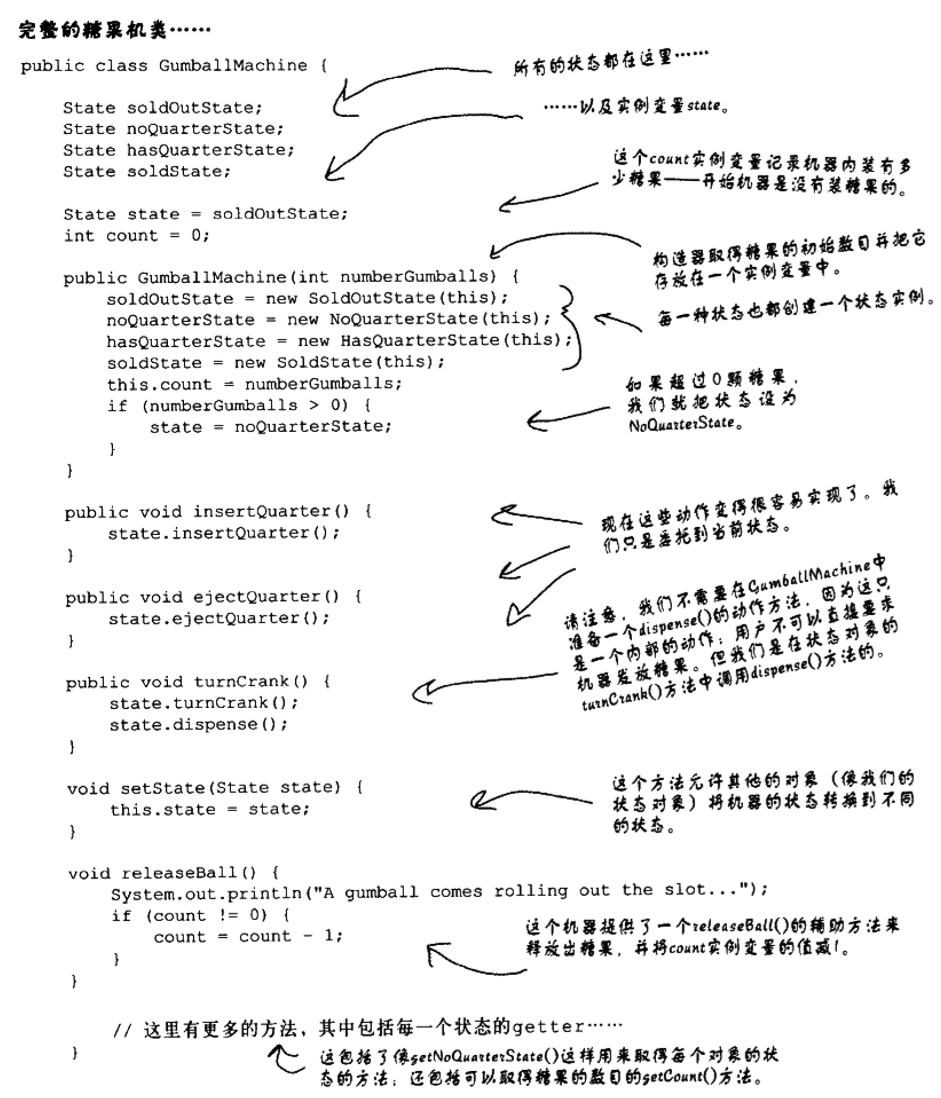 完整的糖果机类……
public class GumballMachine {
所有的状态都在这里……
State soldOutState;
State noQuarterState;
State hasQuarterState;
State soldState;
……以及实例变量state。
这个count实例变量记录机器内装有多
少糖果——开始机器是没有装糖果的。
State state = soldOutState;
int count = 0;
构造器取得糖果的初始数目并把它
存放在一个实例变量中。
public GumballMachine(int numberGumballs) {
soldOutState = new SoldOutState(this);
noQuarterState = new NoQuarterState(this);
hasQuarterState = new HasQuarterState(this);
soldState = new SoldState(this);
每一种状态也都创建一个状态实例。
this.count = numberGumballs;
if (numberGumballs > 0) {
state = noQuarterState;
}
}
如果超过0颗糖果，
我们就把状态设为
NoQuarterState。
public void insertQuarter() {
state.insertQuarter();
}
现在这些动作变得很容易实现了。我
们只是委托到当前状态。
public void ejectQuarter() {
state.ejectQuarter();
}
请注意，我们不需要在GumballMachine中
准备一个dispense()的动作方法，因为这只
是一个内部的动作；用户不可以直接要求
机器发放糖果。但我们是在状态对象的
turnCrank()方法中调用dispense()方法的。
public void turnCrank() {
state.turnCrank();
state.dispense();
}
void setState(State state) {
this.state = state;
}
这个方法允许其他的对象（像我们的
状态对象）将机器的状态转换到不同
的状态。
void releaseBall() {
System.out.println("A gumball comes rolling out the slot...");
if (count != 0) {
count = count - 1;
}
}
这个机器提供了一个releaseBall()的辅助方法来
释放出糖果，并将count实例变量的值减1。
// 这里有更多的方法，其中包括每一个状态的getter……
}
这包括了像getNoQuarterState()这样用来取得每个对象的状
态的方法；还包括可以取得糖果的数目的getCount()方法。